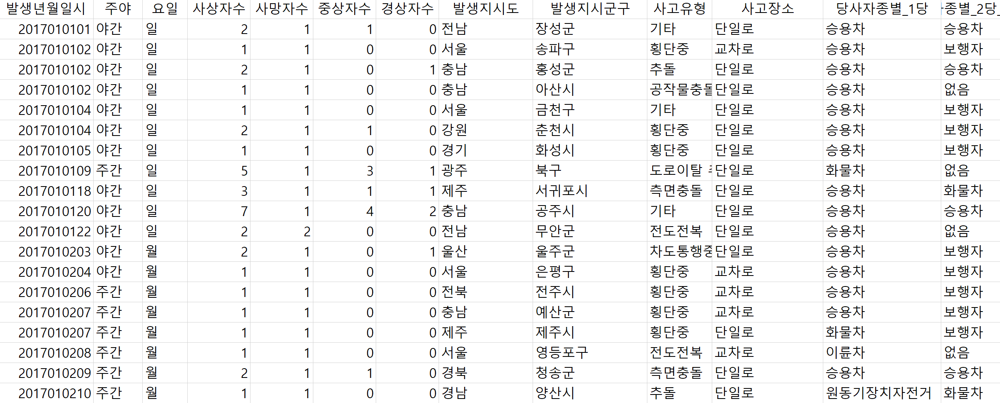 발생년월일시 주야 요일 사상자수 사망자수 중상자수 경상자수 발생지시도 발생지시군구 사고유형 사고장소 당사자종별_1당 종별_2당_
2017010101 야간 일 2 1 1 0 전남 장성군 기타 단일로 승용차 승용차
2017010102 야간 일 1 1 0 0 서울 송파구 횡단중 교차로 승용차 보행자
2017010102 야간 일 2 1 0 1 충남 홍성군 추돌 단일로 승용차 승용차
2017010102 야간 일 1 1 0 0 충남 아산시 공작물충돌 단일로 승용차 없음
2017010104 야간 일 1 1 0 0 서울 금천구 기타 단일로 승용차 보행자
2017010104 야간 일 2 1 1 0 강원 춘천시 횡단중 단일로 승용차 보행자
2017010105 야간 일 1 1 0 0 경기 화성시 횡단중 단일로 승용차 보행자
2017010109 주간 일 5 1 3 1 광주 북구 도로이탈 단일로 화물차 없음
2017010118 야간 일 3 1 1 1 제주 서귀포시 측면충돌 단일로 승용차 화물차
2017010120 야간 일 7 1 4 2 충남 공주시 기타 단일로 승용차 승용차
2017010122 야간 일 2 2 0 0 전남 무안군 전도전복 단일로 승용차 없음
2017010203 야간 월 2 1 0 1 울산 울주군 차도통행중 단일로 승용차 보행자
2017010204 야간 월 1 1 0 0 서울 은평구 횡단중 교차로 승용차 보행자
2017010206 주간 월 1 1 0 0 전북 전주시 횡단중 교차로 승용차 보행자
2017010207 주간 월 1 1 0 0 충남 예산군 횡단중 교차로 승용차 보행자
2017010207 주간 월 1 1 0 0 제주 제주시 횡단중 단일로 화물차 보행자
2017010208 주간 월 1 1 0 0 서울 영등포구 전도전복 교차로 이륜차 없음
2017010209 주간 월 2 1 1 0 경북 청송군 측면충돌 단일로 승용차 승용차
2017010210 주간 월 1 1 0 0 경남 양산시 추돌 단일로 원동기장치자전거 화물차